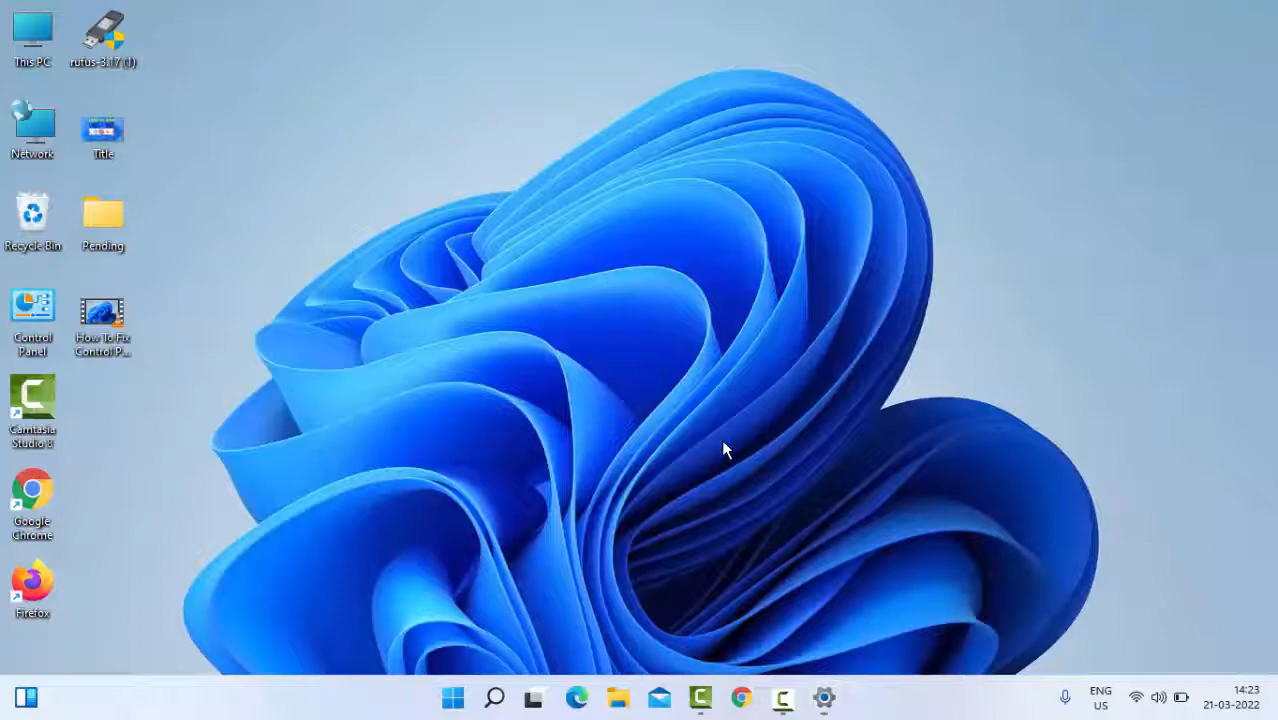 This PC
rufus-3.17 (1)
Network
Title
Recycle Bin
Pending
Control
Panel
How To Fix
Control P...
Camtasia
Studio 8
Google
Chrome
Firefox
ENG
US
14:23
21-03-2022